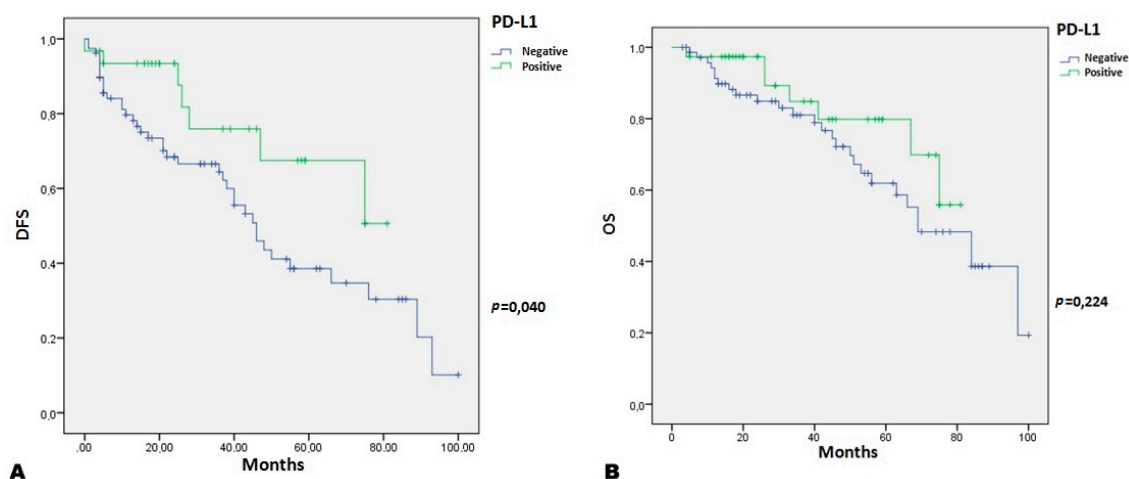 PD-L1
Negative
Positive
1,0
0,8
0,6
0,4
0,2
0,0
DFS
.00
20.00
40.00
60.00
80.00
100.00
Months
p=0,040
A
PD-L1
Negative
Positive
1,0
0,8
0,6
0,4
0,2
0,0
OS
0
20
40
60
80
100
Months
p=0,224
B